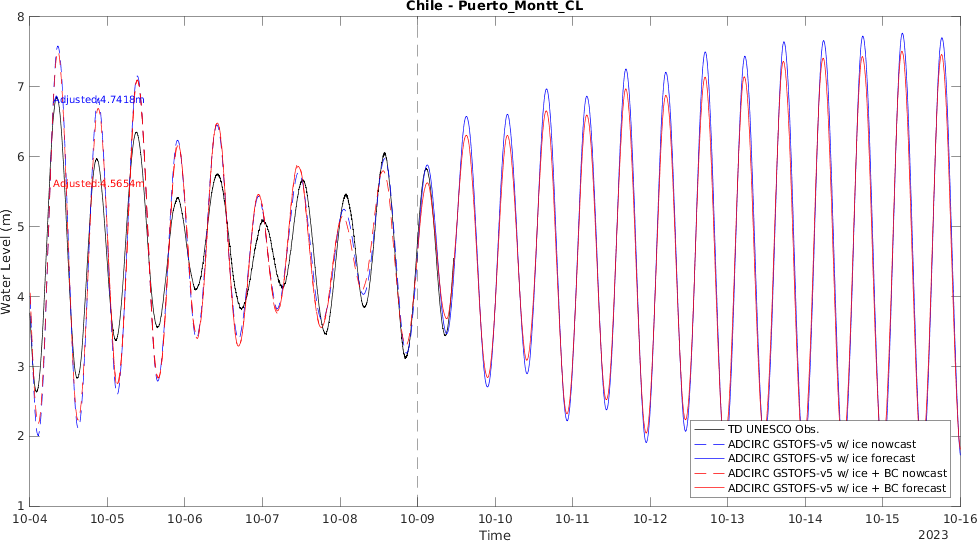 Chile - Puerto_Montt_CL
Water Level (m)
8
7
6
5
4
3
2
1
Adjusted:4.7418m
Adjusted:4.5654m
TD UNESCO Obs.
ADCIRC GSTOFS-v5 w/ ice nowcast
ADCIRC GSTOFS-v5 w/ ice forecast
ADCIRC GSTOFS-v5 w/ ice + BC nowcast
ADCIRC GSTOFS-v5 w/ ice + BC forecast
10-04 10-05 10-06 10-07 10-08 10-09 10-10 10-11 10-12 10-13 10-14 10-15 10-16
Time
2023